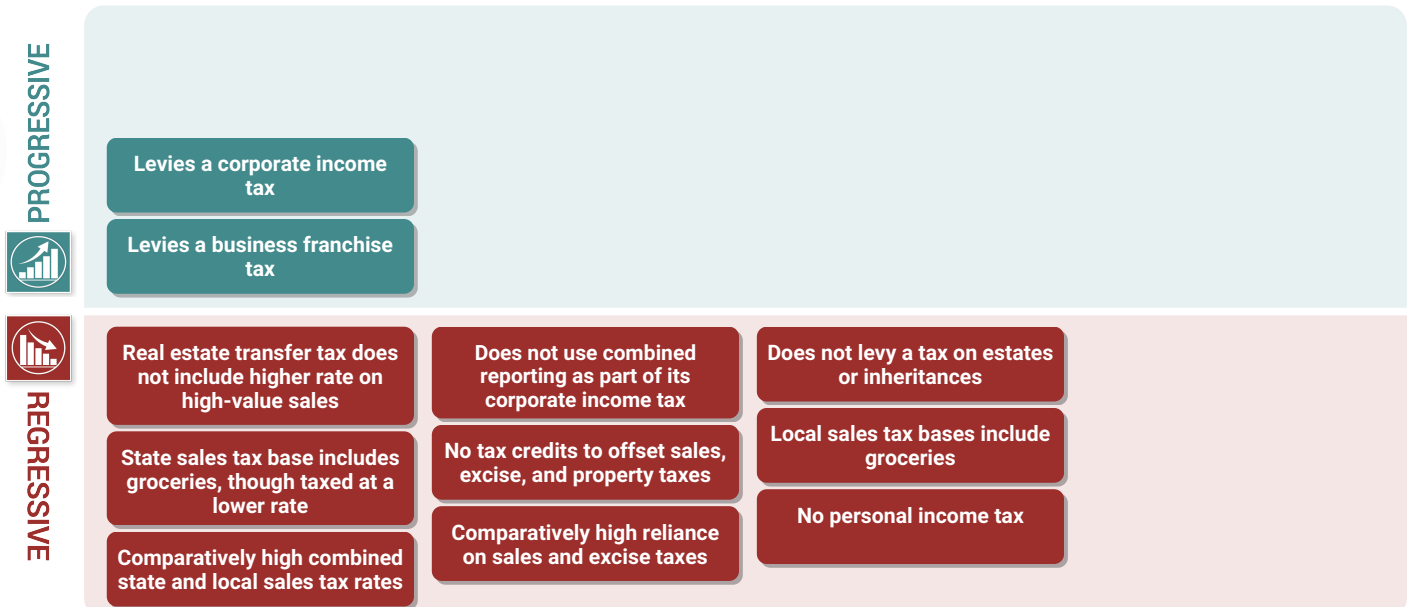 PROGRESSIVE
Levies a corporate income
tax
Levies a business franchise
tax
REGRESSIVE
Real estate transfer tax does
not include higher rate on
high-value sales
State sales tax base includes
groceries, though taxed at a
lower rate
Comparatively high combined
state and local sales tax rates
Does not use combined
reporting as part of its
corporate income tax
No tax credits to offset sales,
excise, and property taxes
Comparatively high reliance
on sales and excise taxes
Does not levy a tax on estates
or inheritances
Local sales tax bases include
groceries
No personal income tax